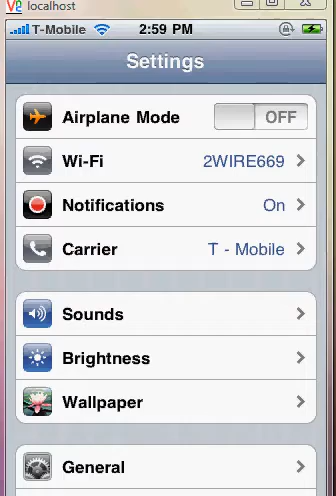 localhost
T-Mobile 2:59 PM
Settings
Airplane Mode OFF
Wi-Fi 2WIRE669
Notifications On
Carrier T - Mobile
Sounds
Brightness
Wallpaper
General